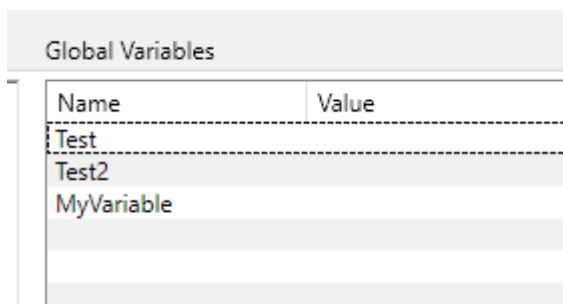 Global Variables
Name Value
Test
Test2
MyVariable